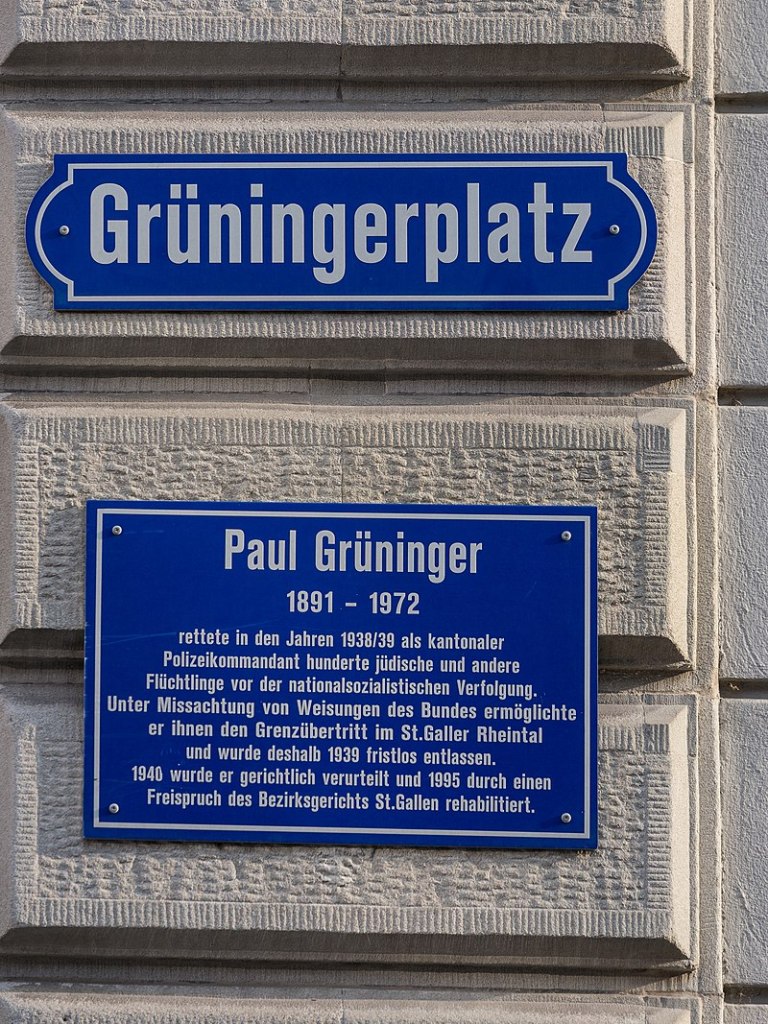 Grüningerplatz
Paul Grüninger
1891 - 1972
rettete in den Jahren 1938/39 als kantonaler
Polizeikommandant hunderte jüdische und andere
Flüchtlinge vor der nationalsozialistischen Verfolgung.
Unter Missachtung von Weisungen des Bundes ermöglichte
er ihnen den Grenzübertritt im St.Galler Rheintal
und wurde deshalb 1939 fristlos entlassen.
1940 wurde er gerichtlich verurteilt und 1995 durch einen
Freispruch des Bezirksgerichts St.Gallen rehabilitiert.